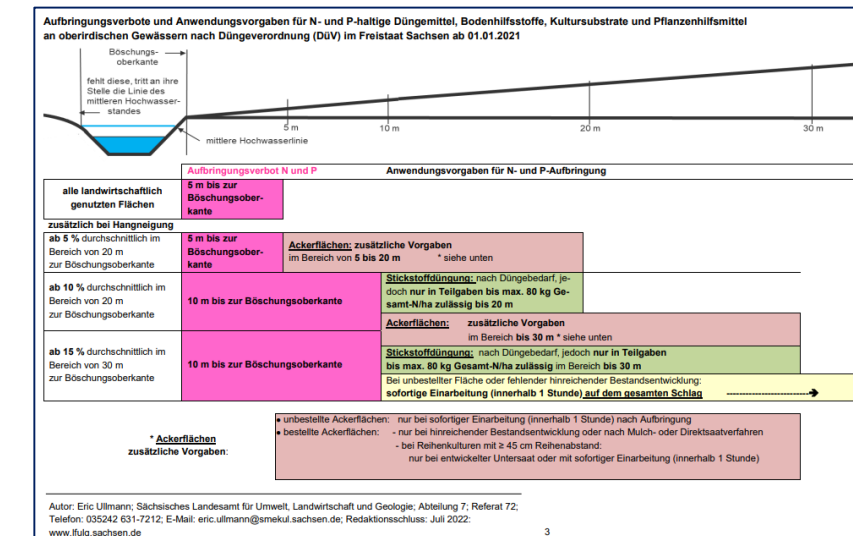 Aufbringungsverbote und Anwendungsvorgaben für N- und P-haltige Düngemittel, Bodenhilfsstoffe, Kultursubstrate und Pflanzenhilfsmittel
an oberirdischen Gewässern nach Düngeverordnung (DüV) im Freistaat Sachsen ab 01.01.2021
Böschungs-
oberkante
fehlt diese, tritt an ihre
Stelle die Linie des
mittleren Hochwasser-
standes
mittlere Hochwasserlinie
5 m
10 m
20 m
30 m
Aufbringungsverbot N und P
Anwendungsvorgaben für N- und P-Aufbringung
alle landwirtschaftlich
genutzten Flächen
5 m bis zur
Böschungsober-
kante
zusätzlich bei Hangneigung
ab 5 % durchschnittlich im
Bereich von 20 m
zur Böschungsoberkante
5 m bis zur
Böschungsober-
kante
Ackerflächen: zusätzliche Vorgaben
im Bereich von 5 bis 20 m * siehe unten
ab 10 % durchschnittlich im
Bereich von 20 m
zur Böschungsoberkante
10 m bis zur Böschungsoberkante
Stickstoffdüngung: nach Düngebedarf, je-
doch nur in Teilgaben bis max. 80 kg Ge-
samt-N/ha zulässig bis 20 m
Ackerflächen: zusätzliche Vorgaben
im Bereich bis 30 m * siehe unten
ab 15 % durchschnittlich im
Bereich von 30 m
zur Böschungsoberkante
10 m bis zur Böschungsoberkante
Stickstoffdüngung: nach Düngebedarf, jedoch nur in Teilgaben
bis max. 80 kg Gesamt-N/ha zulässig im Bereich bis 30 m
Bei unbestellter Fläche oder fehlender hinreichender Bestandsentwicklung:
sofortige Einarbeitung (innerhalb 1 Stunde) auf dem gesamten Schlag
* Ackerflächen
zusätzliche Vorgaben:
● unbestellte Ackerflächen: nur bei sofortiger Einarbeitung (innerhalb 1 Stunde) nach Aufbringung
● bestellte Ackerflächen: - nur bei hinreichender Bestandsentwicklung oder nach Mulch- oder Direktsaatverfahren
- bei Reihenkulturen mit ≥ 45 cm Reihenabstand:
nur bei entwickelter Untersaat oder mit sofortiger Einarbeitung (innerhalb 1 Stunde)
Autor: Eric Ullmann; Sächsisches Landesamt für Umwelt, Landwirtschaft und Geologie; Abteilung 7; Referat 72;
Telefon: 035242 631-7212; E-Mail: eric.ullmann@smekul.sachsen.de; Redaktionsschluss: Juli 2022:
www.lfulg.sachsen.de
3